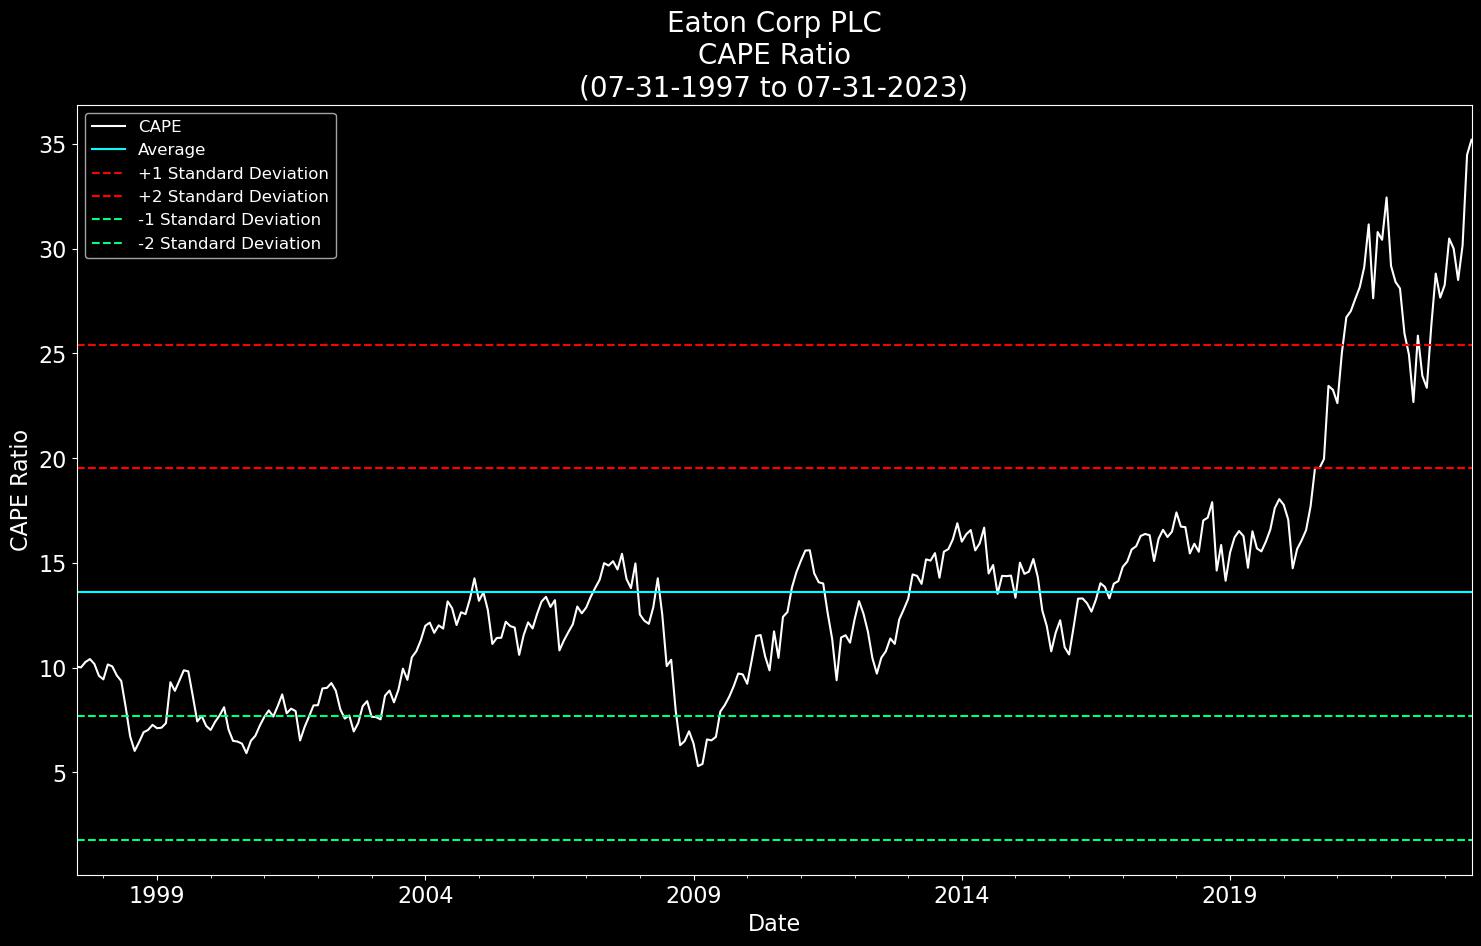 Eaton Corp PLC
CAPE Ratio
(07-31-1997 to 07-31-2023)
CAPE
Average
+1 Standard Deviation
+2 Standard Deviation
-1 Standard Deviation
-2 Standard Deviation
CAPE Ratio
35
30
25
20
15
10
5
1999 2004 2009 2014 2019
Date